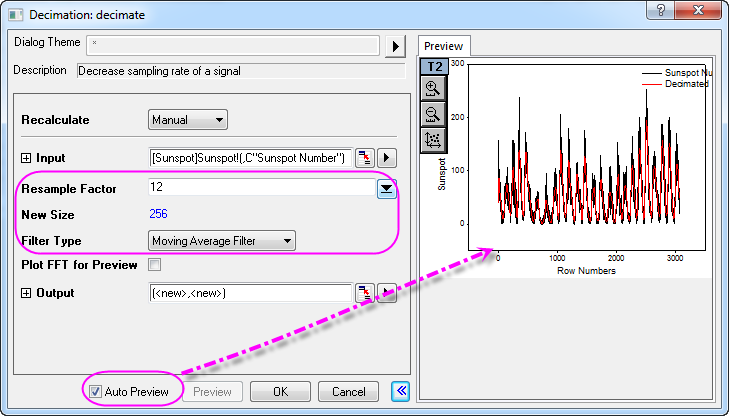 Decimation: decimate
Dialog Theme *
Description Decrease sampling rate of a signal
Recalculate Manual
Input [Sunspot]Sunspot!(,C"Sunspot Number")
Resample Factor 12
New Size 256
Filter Type Moving Average Filter
Plot FFT for Preview
Output [<new>,<new>]
Auto Preview Preview OK Cancel
Preview
T2
Sunspot Nu
Decimated
300
200
100
0
Sunspot
0 1000 2000 3000
Row Numbers